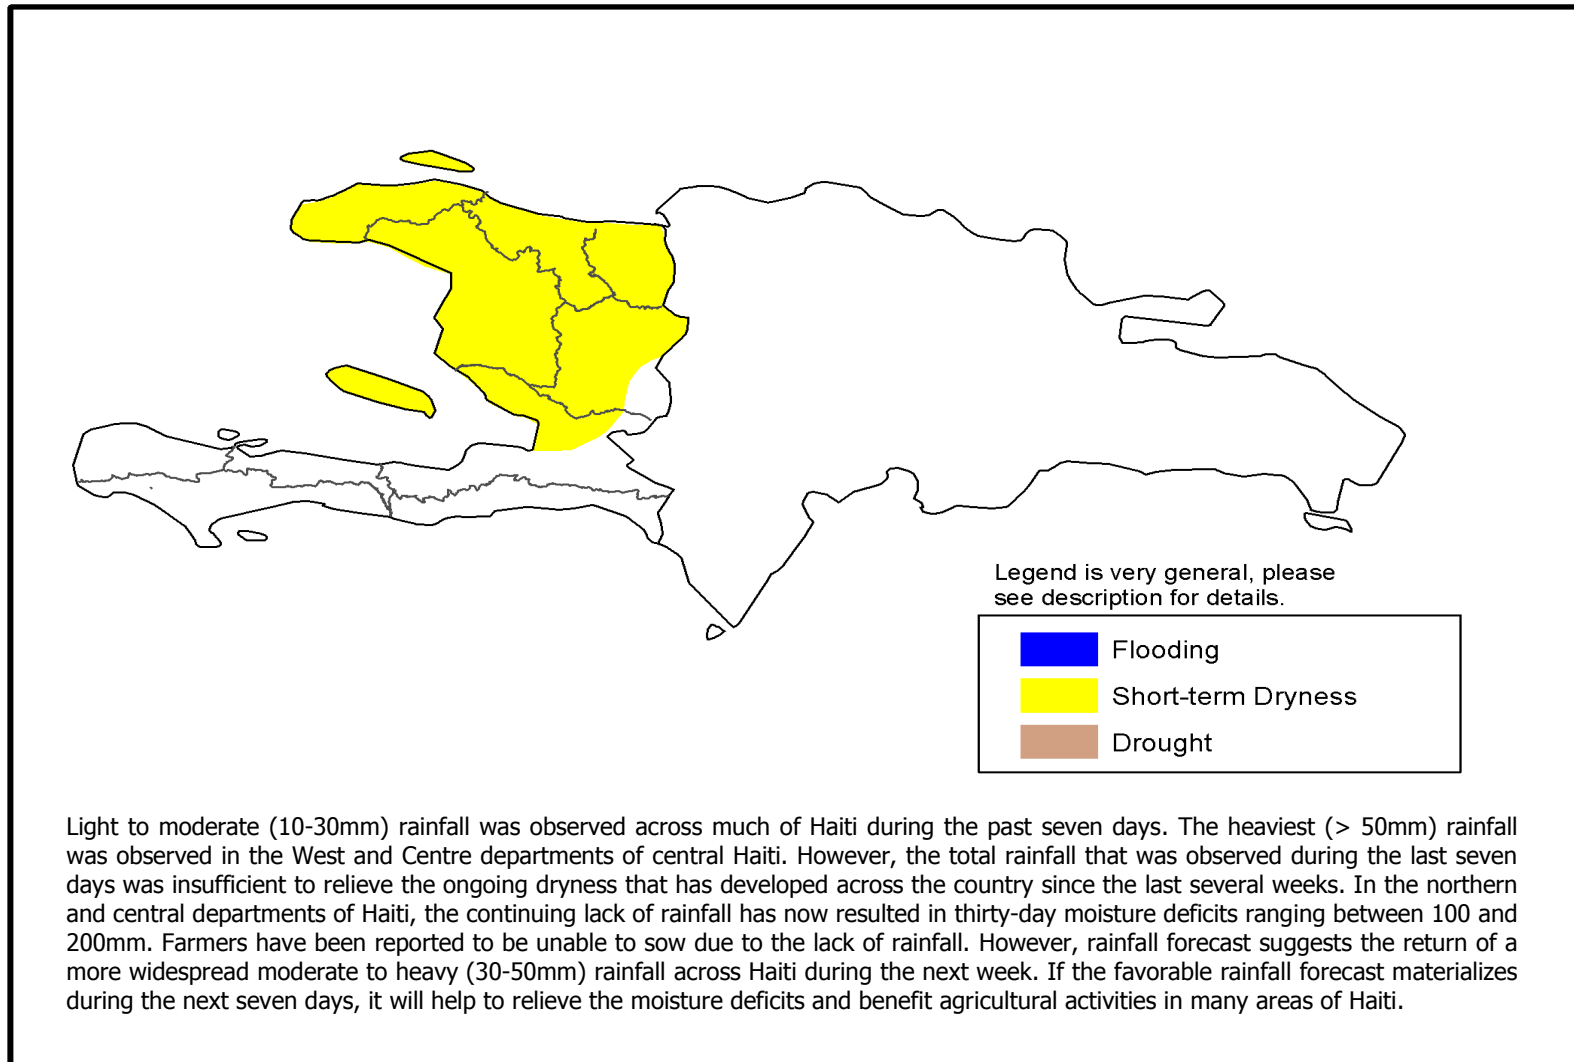 Legend is very general, please
see description for details.
Flooding
Short-term Dryness
Drought
Light to moderate (10-30mm) rainfall was observed across much of Haiti during the past seven days. The heaviest (> 50mm) rainfall
was observed in the West and Centre departments of central Haiti. However, the total rainfall that was observed during the last seven
days was insufficient to relieve the ongoing dryness that has developed across the country since the last several weeks. In the northern
and central departments of Haiti, the continuing lack of rainfall has now resulted in thirty-day moisture deficits ranging between 100 and
200mm. Farmers have been reported to be unable to sow due to the lack of rainfall. However, rainfall forecast suggests the return of a
more widespread moderate to heavy (30-50mm) rainfall across Haiti during the next week. If the favorable rainfall forecast materializes
during the next seven days, it will help to relieve the moisture deficits and benefit agricultural activities in many areas of Haiti.